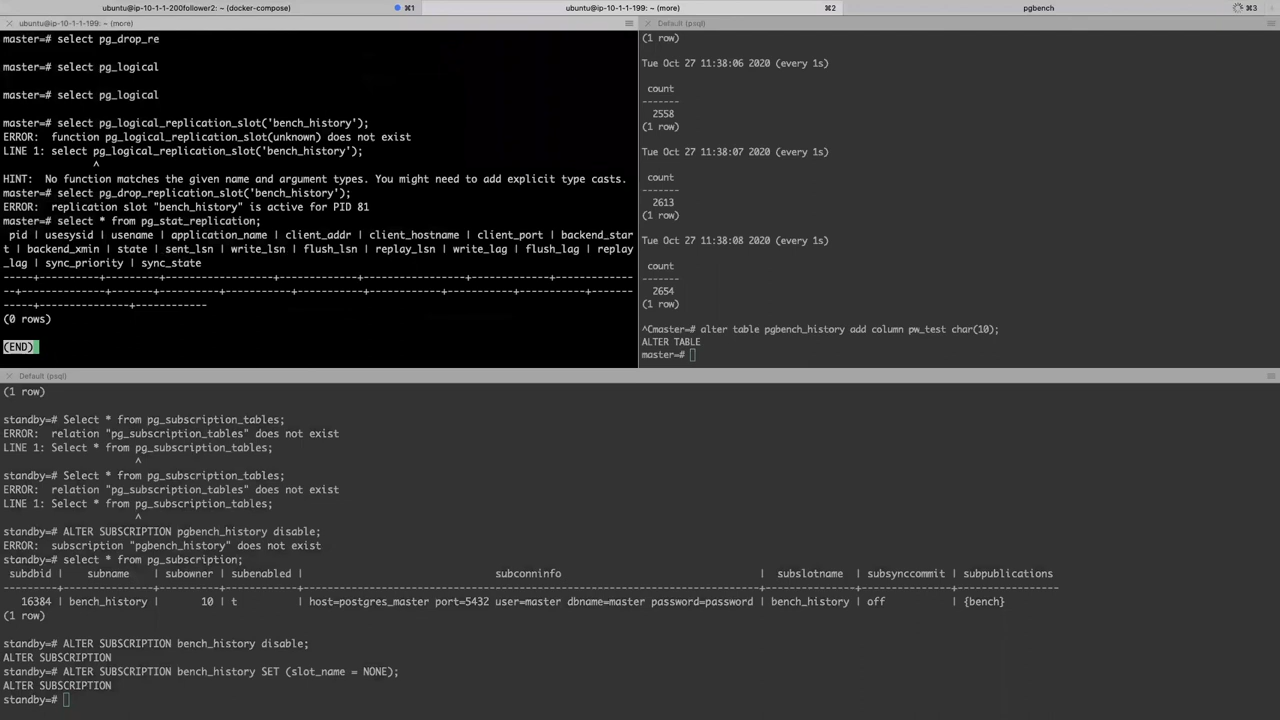 ubuntu@ip-10-1-1-200follower2: ~ (docker-compose) ⌘1 ubuntu@ip-10-1-1-199: ~ (more) ⌘2 pgbench ⌘3
ubuntu@ip-10-1-1-199: ~ (more)
master=# select pg_drop_re
master=# select pg_logical
master=# select pg_logical
master=# select pg_logical_replication_slot('bench_history');
ERROR:  function pg_logical_replication_slot(unknown) does not exist
LINE 1: select pg_logical_replication_slot('bench_history');
^
HINT:  No function matches the given name and argument types. You might need to add explicit type casts.
master=# select pg_drop_replication_slot('bench_history');
ERROR:  replication slot "bench_history" is active for PID 81
master=# select * from pg_stat_replication;
pid | usesysid | usename | application_name | client_addr | client_hostname | client_port | backend_star
t | backend_xmin | state | sent_lsn | write_lsn | flush_lsn | replay_lsn | write_lag | flush_lag | replay
_lag | sync_priority | sync_state
-----+----------+---------+------------------+-------------+-----------------+-------------+-------------
--+--------------+-------+----------+-----------+-----------+------------+-----------+-----------+-------
-----+---------------+------------
(0 rows)
(END)
Default (psql)
(1 row)
Tue Oct 27 11:38:06 2020 (every 1s)
count
-------
2558
(1 row)
Tue Oct 27 11:38:07 2020 (every 1s)
count
-------
2613
(1 row)
Tue Oct 27 11:38:08 2020 (every 1s)
count
-------
2654
(1 row)
^Cmaster=# alter table pgbench_history add column pw_test char(10);
ALTER TABLE
master=#
Default (psql)
(1 row)
standby=# Select * from pg_subscription_tables;
ERROR:  relation "pg_subscription_tables" does not exist
LINE 1: Select * from pg_subscription_tables;
^
standby=# Select * from pg_subscription_tables;
ERROR:  relation "pg_subscription_tables" does not exist
LINE 1: Select * from pg_subscription_tables;
^
standby=# ALTER SUBSCRIPTION pgbench_history disable;
ERROR:  subscription "pgbench_history" does not exist
standby=# select * from pg_subscription;
subdbid | subname | subowner | subenabled | subconninfo | subslotname | subsynccommit | subpublications
---------+---------------+----------+------------+---------------------------------------------------------------------+---------------+---------------+-----------------
16384 | bench_history | 10 | t | host=postgres_master port=5432 user=master dbname=master password=password | bench_history | off | {bench}
(1 row)
standby=# ALTER SUBSCRIPTION bench_history disable;
ALTER SUBSCRIPTION
standby=# ALTER SUBSCRIPTION bench_history SET (slot_name = NONE);
ALTER SUBSCRIPTION
standby=#